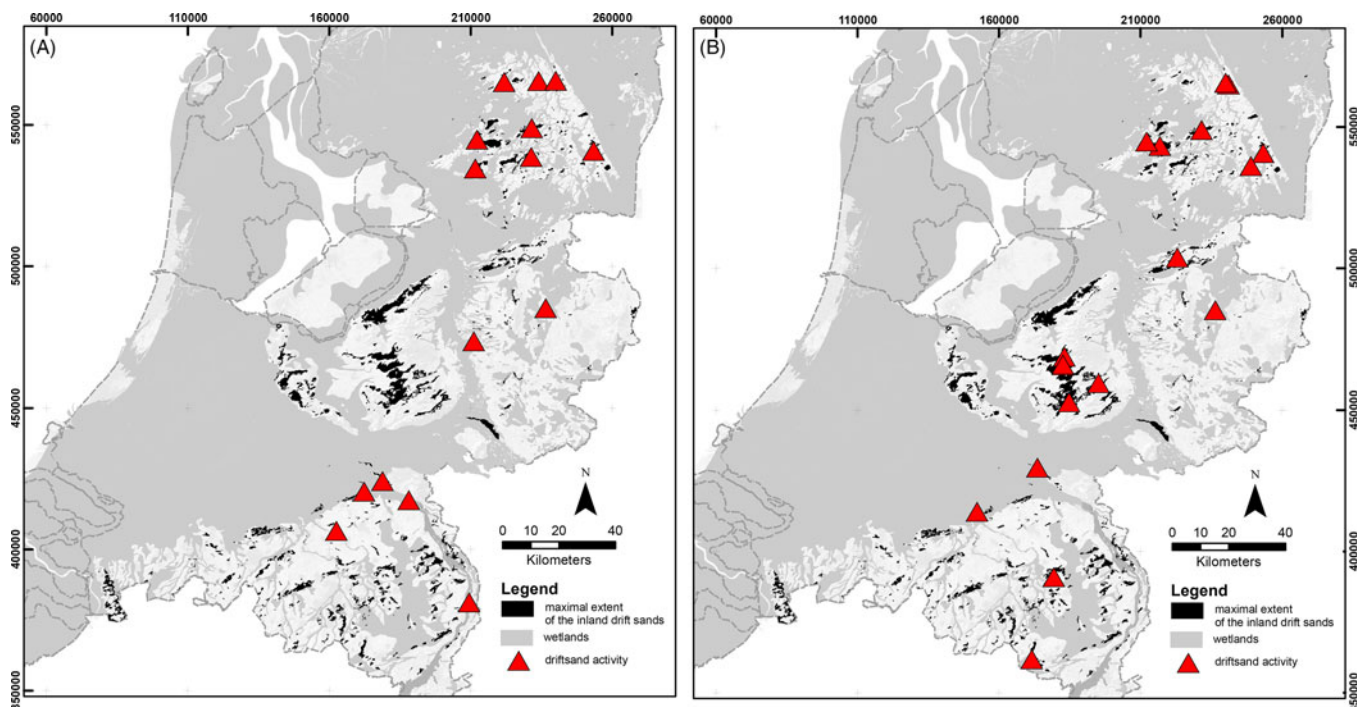 60000 110000 160000 210000 260000
(A)
550000
500000
450000
400000
350000
N
0 10 20 40
Kilometers
Legend
maximal extent
of the inland drift sands
wetlands
driftsand activity
60000 110000 160000 210000 260000
(B)
550000
500000
450000
400000
350000
N
0 10 20 40
Kilometers
Legend
maximal extent
of the inland drift sands
wetlands
driftsand activity